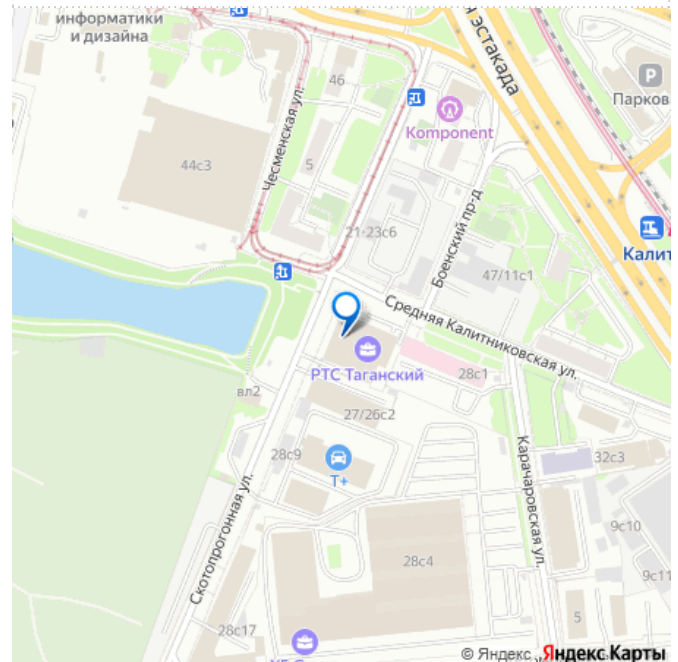 информатики
и дизайна
эстакада
Парков
46
Komponent
Чесменская ул.
44с3
5
21-23с6
Боенский пр-д
Калит
47/11с1
Средняя Калитниковская ул.
РТС Таганский
28с1
вл2
27/26с2
28с9
Т+
32с3
Карачаровская ул.
Скотопрогонная ул.
9с10
28с4
9с11
5
28с17
© Яндекс Яндекс Карты